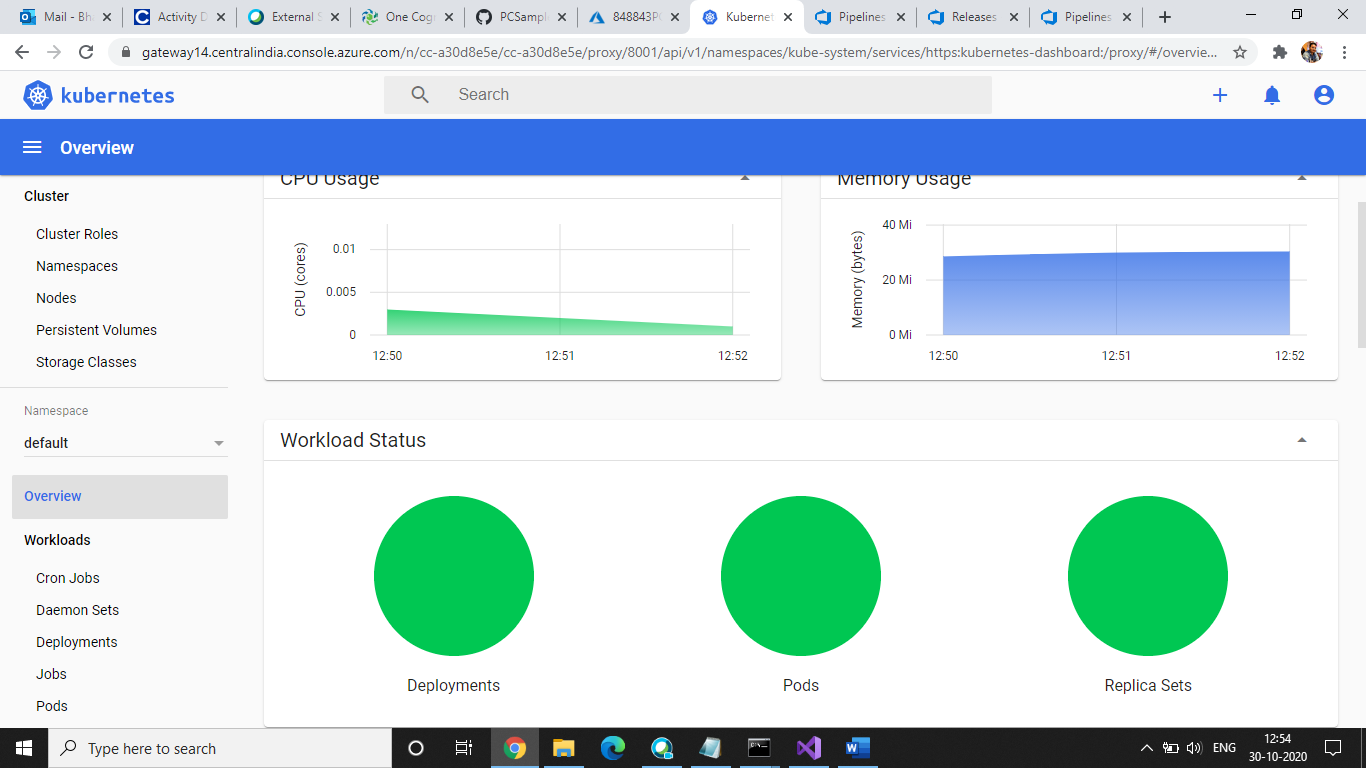 Mail - Bha
Activity D
External S
One Cog
PCSampl
848843PC
Kubernet
Pipelines
Releases
Pipelines
gateway14.centralindia.console.azure.com/n/cc-a30d8e5e/cc-a30d8e5e/proxy/8001/api/v1/namespaces/kube-system/services/https:kubernetes-dashboard:/proxy/#/overvie...
kubernetes
Search
Overview
Cluster
Cluster Roles
Namespaces
Nodes
Persistent Volumes
Storage Classes
Namespace
default
Overview
Workloads
Cron Jobs
Daemon Sets
Deployments
Jobs
Pods
CPU Usage
CPU (cores)
0.01
0.005
0
12:50
12:51
12:52
Memory Usage
Memory (bytes)
40 Mi
20 Mi
0 Mi
12:50
12:51
12:52
Workload Status
Deployments
Pods
Replica Sets
Type here to search
ENG
12:54
30-10-2020